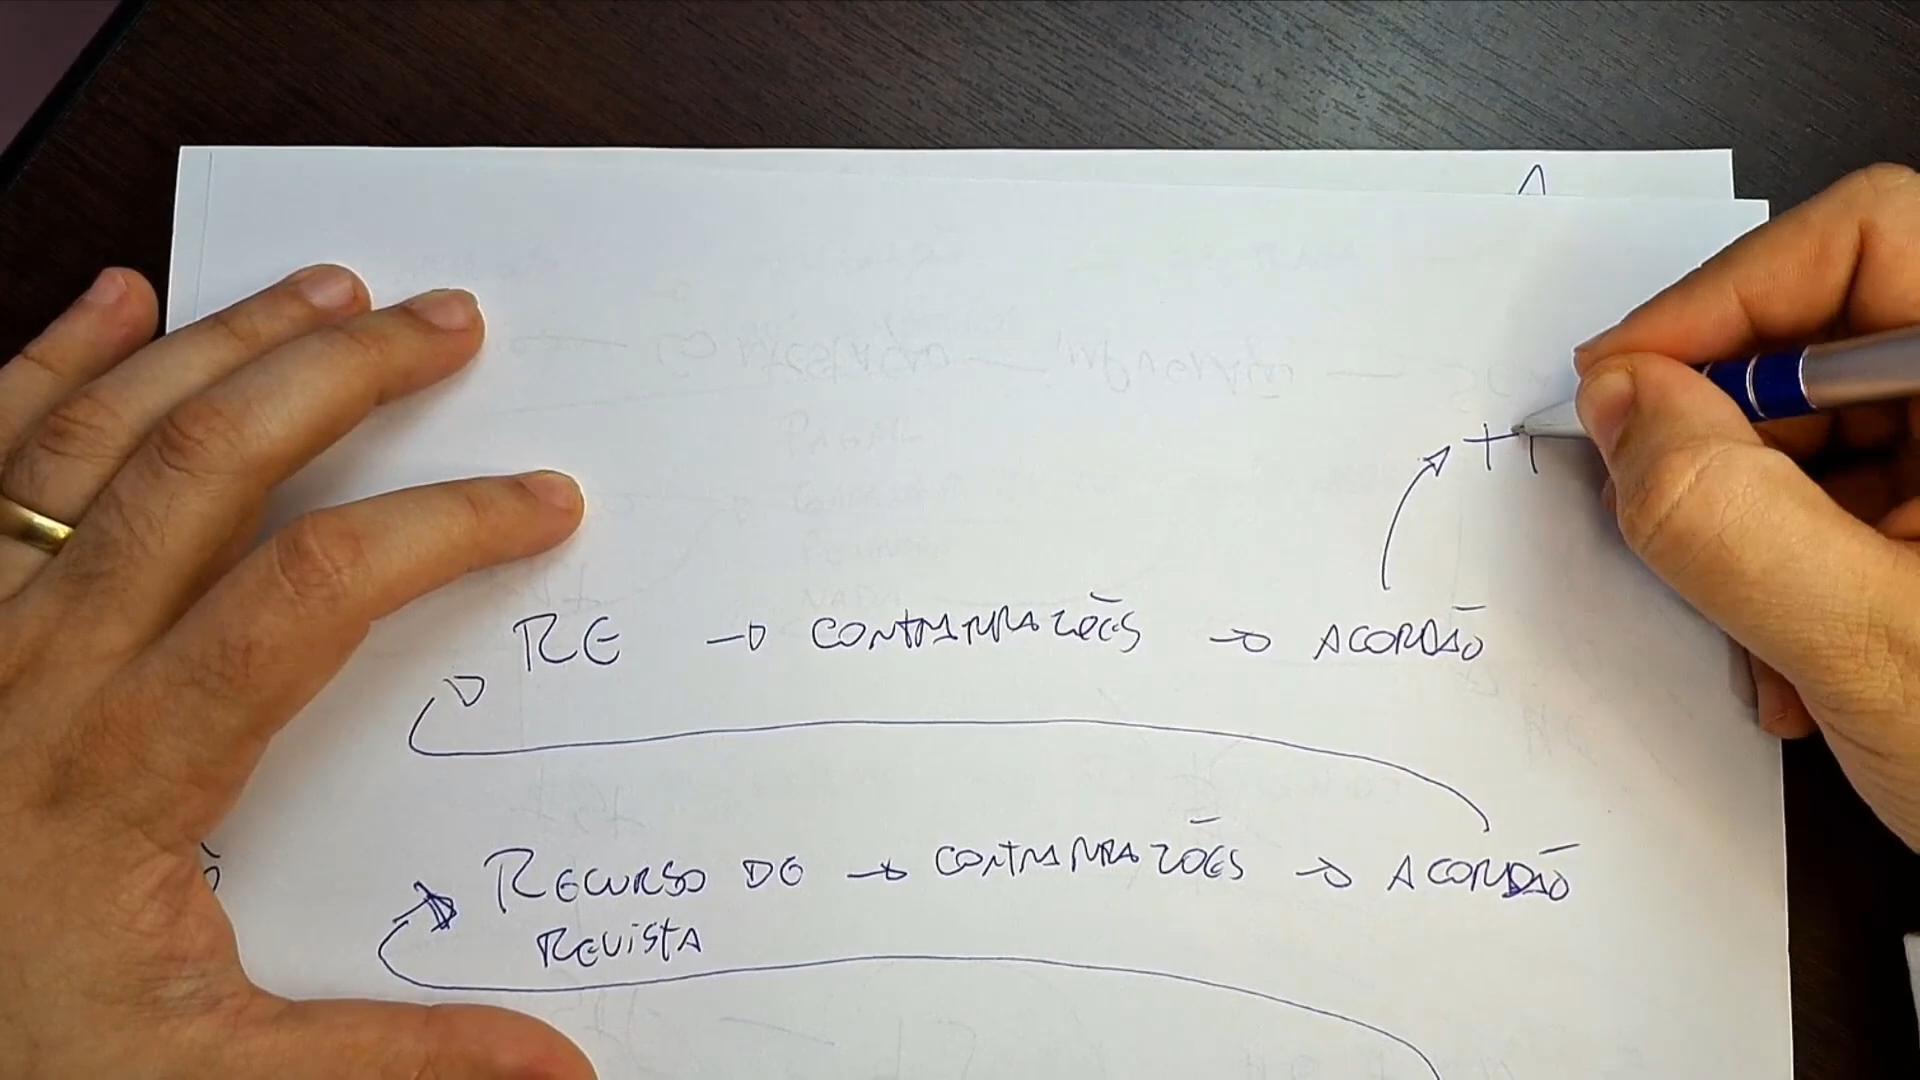 RE → CONTRARRAZÕES → ACORDÃO
RECURSO DE → CONTRARRAZÕES → ACORDÃO
REVISTA